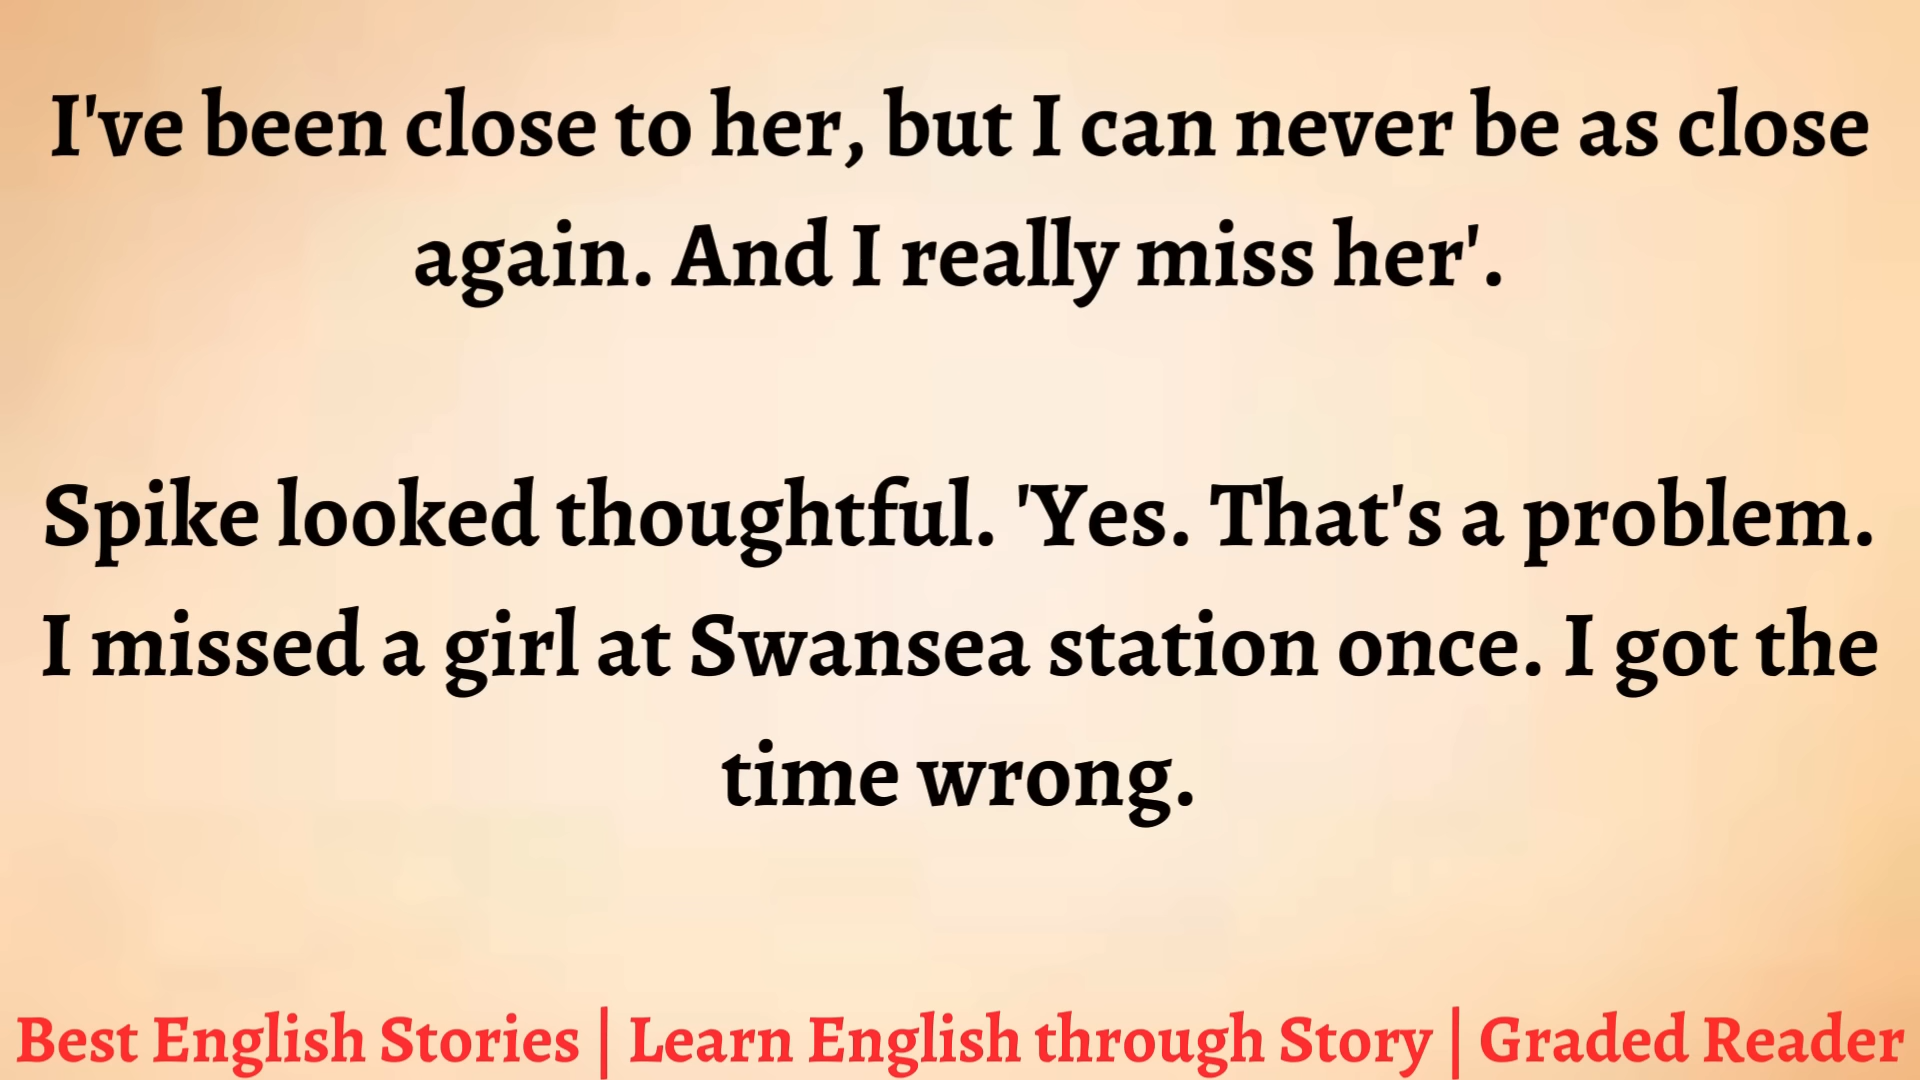 I've been close to her, but I can never be as close
again. And I really miss her'.
Spike looked thoughtful. 'Yes. That's a problem.
I missed a girl at Swansea station once. I got the
time wrong.
Best English Stories | Learn English through Story | Graded Reader